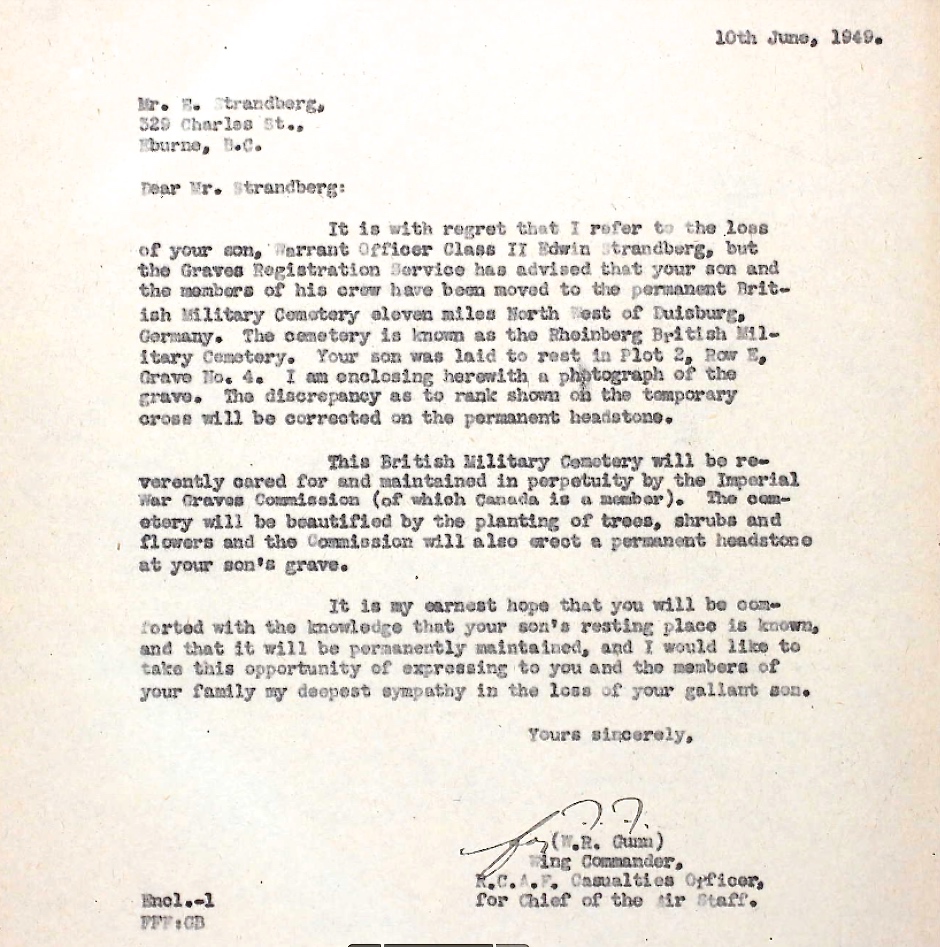 10th June, 1949.
Mr. E. Strandberg,
329 Charles St.,
Eburne, B.C.
Dear Mr. Strandberg:
It is with regret that I refer to the loss
of your son, Warrant Officer Class II Edwin Strandberg, but
the Graves Registration Service has advised that your son and
the members of his crew have been moved to the permanent Brit-
ish Military Cemetery eleven miles North West of Duisburg,
Germany. The cemetery is known as the Rheinberg British Mil-
itary Cemetery. Your son was laid to rest in Plot 2, Row E,
Grave No. 4. I am enclosing herewith a photograph of the
grave. The discrepancy as to rank shown on the temporary
cross will be corrected on the permanent headstone.
This British Military Cemetery will be re-
verently cared for and maintained in perpetuity by the Imperial
War Graves Commission (of which Canada is a member). The cem-
etery will be beautified by the planting of trees, shrubs and
flowers and the Commission will also erect a permanent headstone
at your son's grave.
It is my earnest hope that you will be com-
forted with the knowledge that your son's resting place is known,
and that it will be permanently maintained, and I would like to
take this opportunity of expressing to you and the members of
your family my deepest sympathy in the loss of your gallant son.
Yours sincerely,
for (W.R. Gunn)
Wing Commander,
R.C.A.F. Casualties Officer,
for Chief of the Air Staff.
Encl.-1
FFF:GB